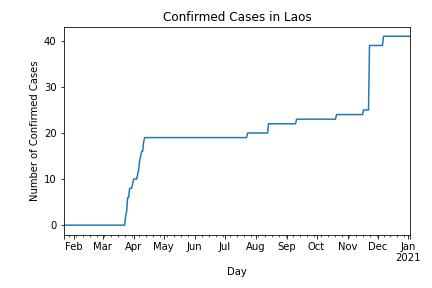 Confirmed Cases in Laos
40
30
20
10
0
Number of Confirmed Cases
Feb Mar Apr May Jun Jul Aug Sep Oct Nov Dec Jan
2021
Day